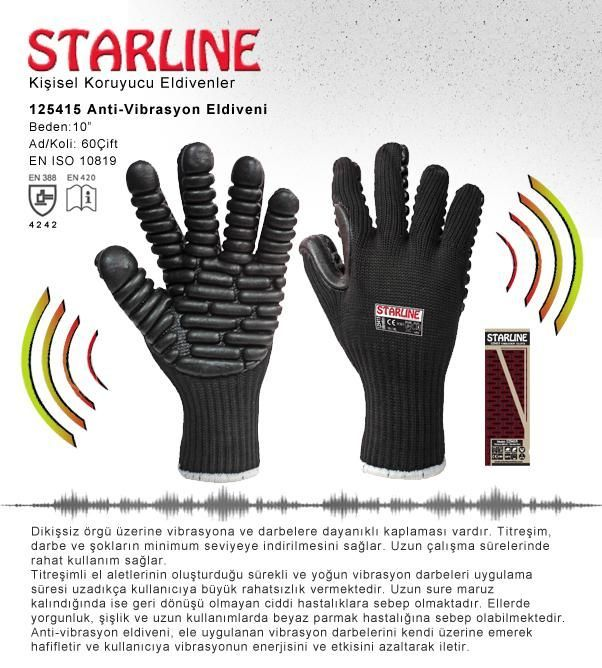 STARLINE
Kişisel Koruyucu Eldivenler
125415 Anti-Vibrasyon Eldiveni
Beden:10”
Ad/Koli: 60Çift
EN ISO 10819
EN 388 EN 420
4 2 4 2
STARLINE
STARLINE
Dikişsiz örgü üzerine vibrasyona ve darbelere dayanıklı kaplaması vardır. Titreşim,
darbe ve şokların minimum seviyeye indirilmesini sağlar. Uzun çalışma sürelerinde
rahat kullanım sağlar.
Titreşimli el aletlerinin oluşturduğu sürekli ve yoğun vibrasyon darbeleri uygulama
süresi uzadıkça kullanıcıya büyük rahatsızlık vermektedir. Uzun sure maruz
kalındığında ise geri dönüşü olmayan ciddi hastalıklara sebep olmaktadır. Ellerde
yorgunluk, şişlik ve uzun kullanımlarda beyaz parmak hastalığına sebep olabilmektedir.
Anti-vibrasyon eldiveni, ele uygulanan vibrasyon darbelerini kendi üzerine emerek
hafifletir ve kullanıcıya vibrasyonun enerjisini ve etkisini azaltarak iletir.